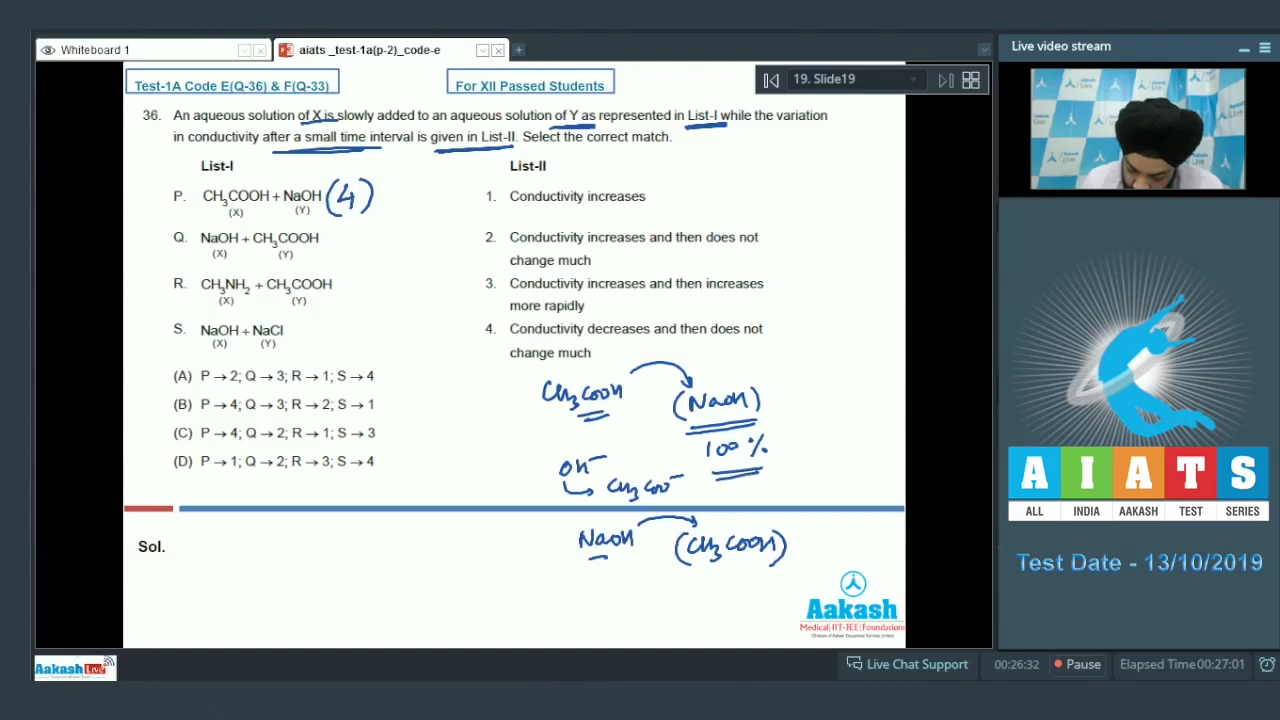 Whiteboard 1
aiats _test-1a(p-2)_code-e
Live video stream
Test-1A Code E(Q-36) & F(Q-33)
For XII Passed Students
19. Slide19
36. An aqueous solution of X is slowly added to an aqueous solution of Y as represented in List-I while the variation
in conductivity after a small time interval is given in List-II. Select the correct match.
List-I List-II
P. CH₃COOH + NaOH (4) 1. Conductivity increases
(X) (Y)
Q. NaOH + CH₃COOH 2. Conductivity increases and then does not
(X) (Y) change much
R. CH₃NH₂ + CH₃COOH 3. Conductivity increases and then increases
(X) (Y) more rapidly
S. NaOH + NaCl 4. Conductivity decreases and then does not
(X) (Y) change much
(A) P → 2; Q → 3; R → 1; S → 4
(B) P → 4; Q → 3; R → 2; S → 1
(C) P → 4; Q → 2; R → 1; S → 3
(D) P → 1; Q → 2; R → 3; S → 4
CH₃COOH (NaOH)
100 %
OH⁻
CH₃COO⁻
NaOH (CH₃COOH)
Sol.
Aakash
Medical|IIT-JEE|Foundations
(Divisions of Aakash Educational Services Limited)
A I A T S
ALL INDIA AAKASH TEST SERIES
Test Date - 13/10/2019
Aakash Live
Live Chat Support
00:26:32
Pause
Elapsed Time 00:27:01